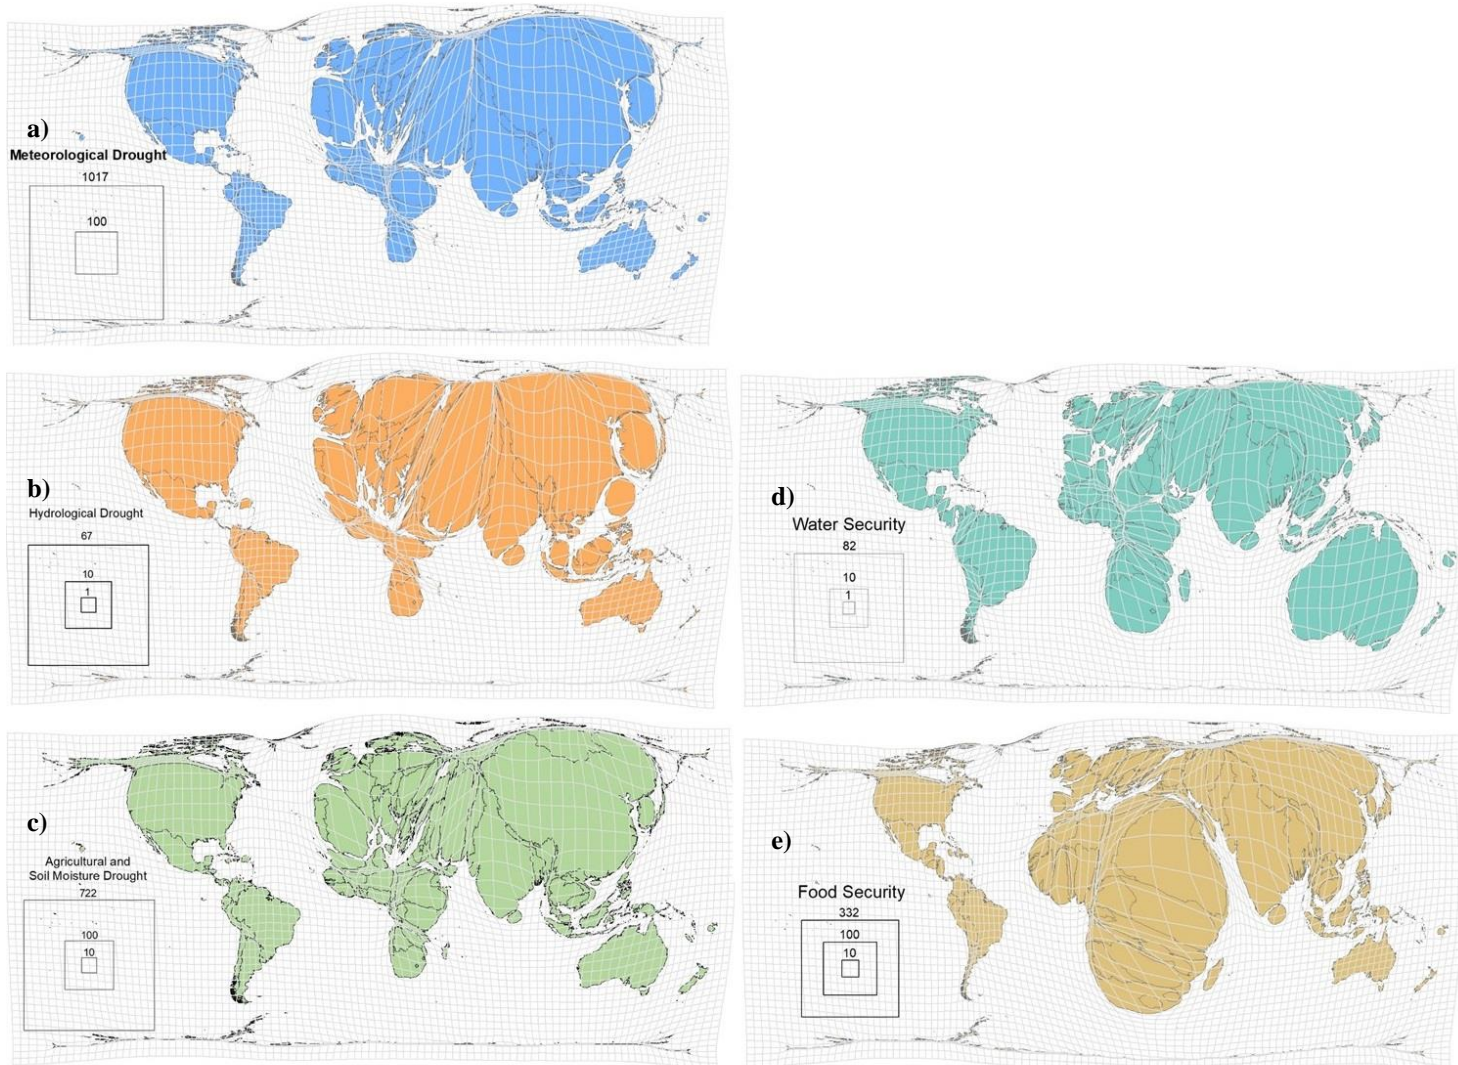 a)
Meteorological Drought
1017
100
b)
Hydrological Drought
67
10
1
c)
Agricultural and
Soil Moisture Drought
722
100
10
d)
Water Security
82
10
1
e)
Food Security
332
100
10